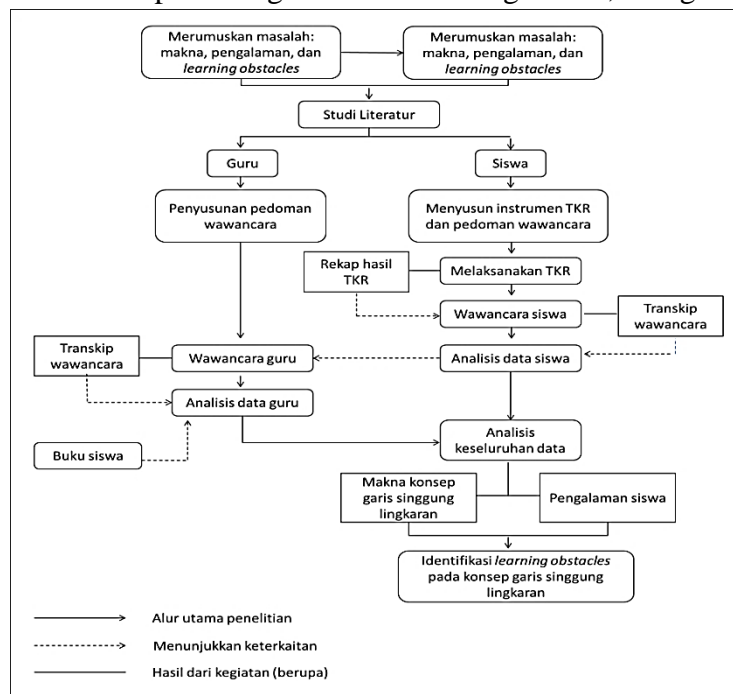 Merumuskan masalah:
makna, pengalaman, dan
learning obstacles
Merumuskan masalah:
makna, pengalaman, dan
learning obstacles
Studi Literatur
Guru
Siswa
Penyusunan pedoman
wawancara
Menyusun instrumen TKR
dan pedoman wawancara
Rekap hasil
TKR
Melaksanakan TKR
Wawancara siswa
Transkip
wawancara
Transkip
wawancara
Wawancara guru
Analisis data siswa
Analisis data guru
Buku siswa
Analisis
keseluruhan data
Makna konsep
garis singgung
lingkaran
Pengalaman siswa
Identifikasi learning obstacles
pada konsep garis singgung
lingkaran
Alur utama penelitian
Menunjukkan keterkaitan
Hasil dari kegiatan (berupa)